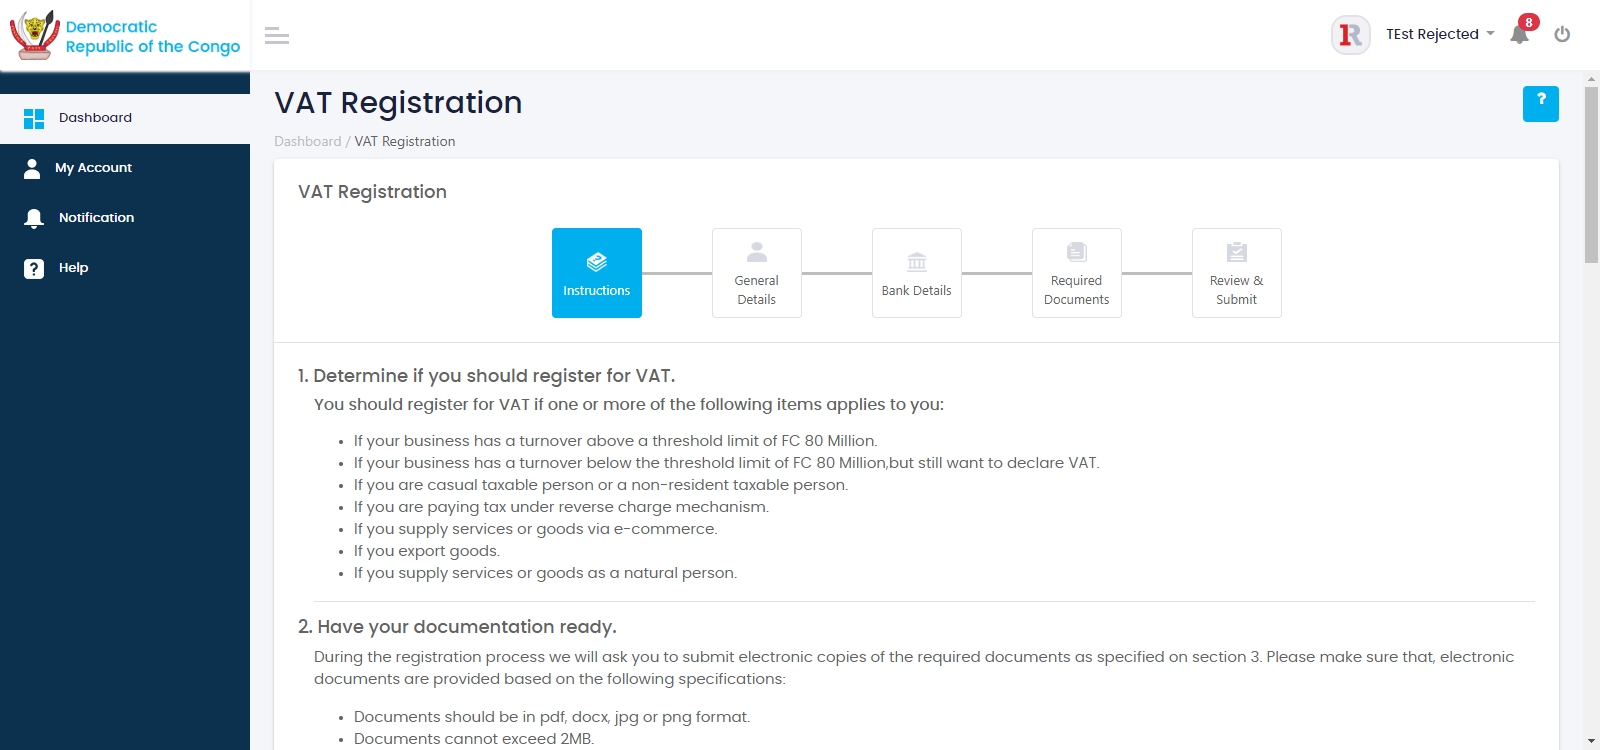 Democratic
Republic of the Congo
1R
TEst Rejected
8
Dashboard
My Account
Notification
? Help
VAT Registration
?
Dashboard / VAT Registration
VAT Registration
Instructions
General
Details
Bank Details
Required
Documents
Review &
Submit
1. Determine if you should register for VAT.
You should register for VAT if one or more of the following items applies to you:
• If your business has a turnover above a threshold limit of FC 80 Million.
• If your business has a turnover below the threshold limit of FC 80 Million,but still want to declare VAT.
• If you are casual taxable person or a non-resident taxable person.
• If you are paying tax under reverse charge mechanism.
• If you supply services or goods via e-commerce.
• If you export goods.
• If you supply services or goods as a natural person.
2. Have your documentation ready.
During the registration process we will ask you to submit electronic copies of the required documents as specified on section 3. Please make sure that, electronic
documents are provided based on the following specifications:
• Documents should be in pdf, docx, jpg or png format.
• Documents cannot exceed 2MB.